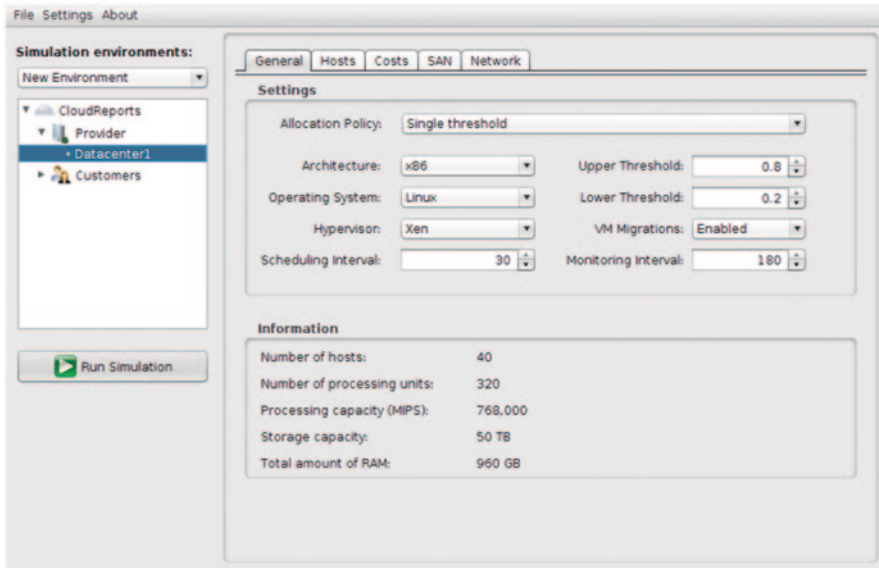 File Settings About
Simulation environments:
New Environment
CloudReports
Provider
Datacenter1
Customers
Run Simulation
General Hosts Costs SAN Network
Settings
Allocation Policy: Single threshold
Architecture: x86 Upper Threshold: 0.8
Operating System: Linux Lower Threshold: 0.2
Hypervisor: Xen VM Migrations: Enabled
Scheduling Interval: 30 Monitoring Interval: 180
Information
Number of hosts: 40
Number of processing units: 320
Processing capacity (MIPS): 768,000
Storage capacity: 50 TB
Total amount of RAM: 960 GB